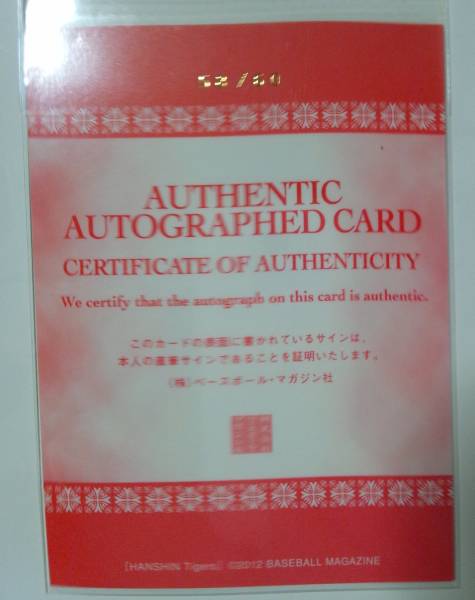 /60
AUTHENTIC
AUTOGRAPHED CARD
CERTIFICATE OF AUTHENTICITY
We certify that the autograph on this card is authentic.
このカードの表面に書かれているサインは、
本人の直筆サインであることを証明いたします。
(株)ベースボール・マガジン社
[HANSHIN Tigers] ©2012 BASEBALL MAGAZINE